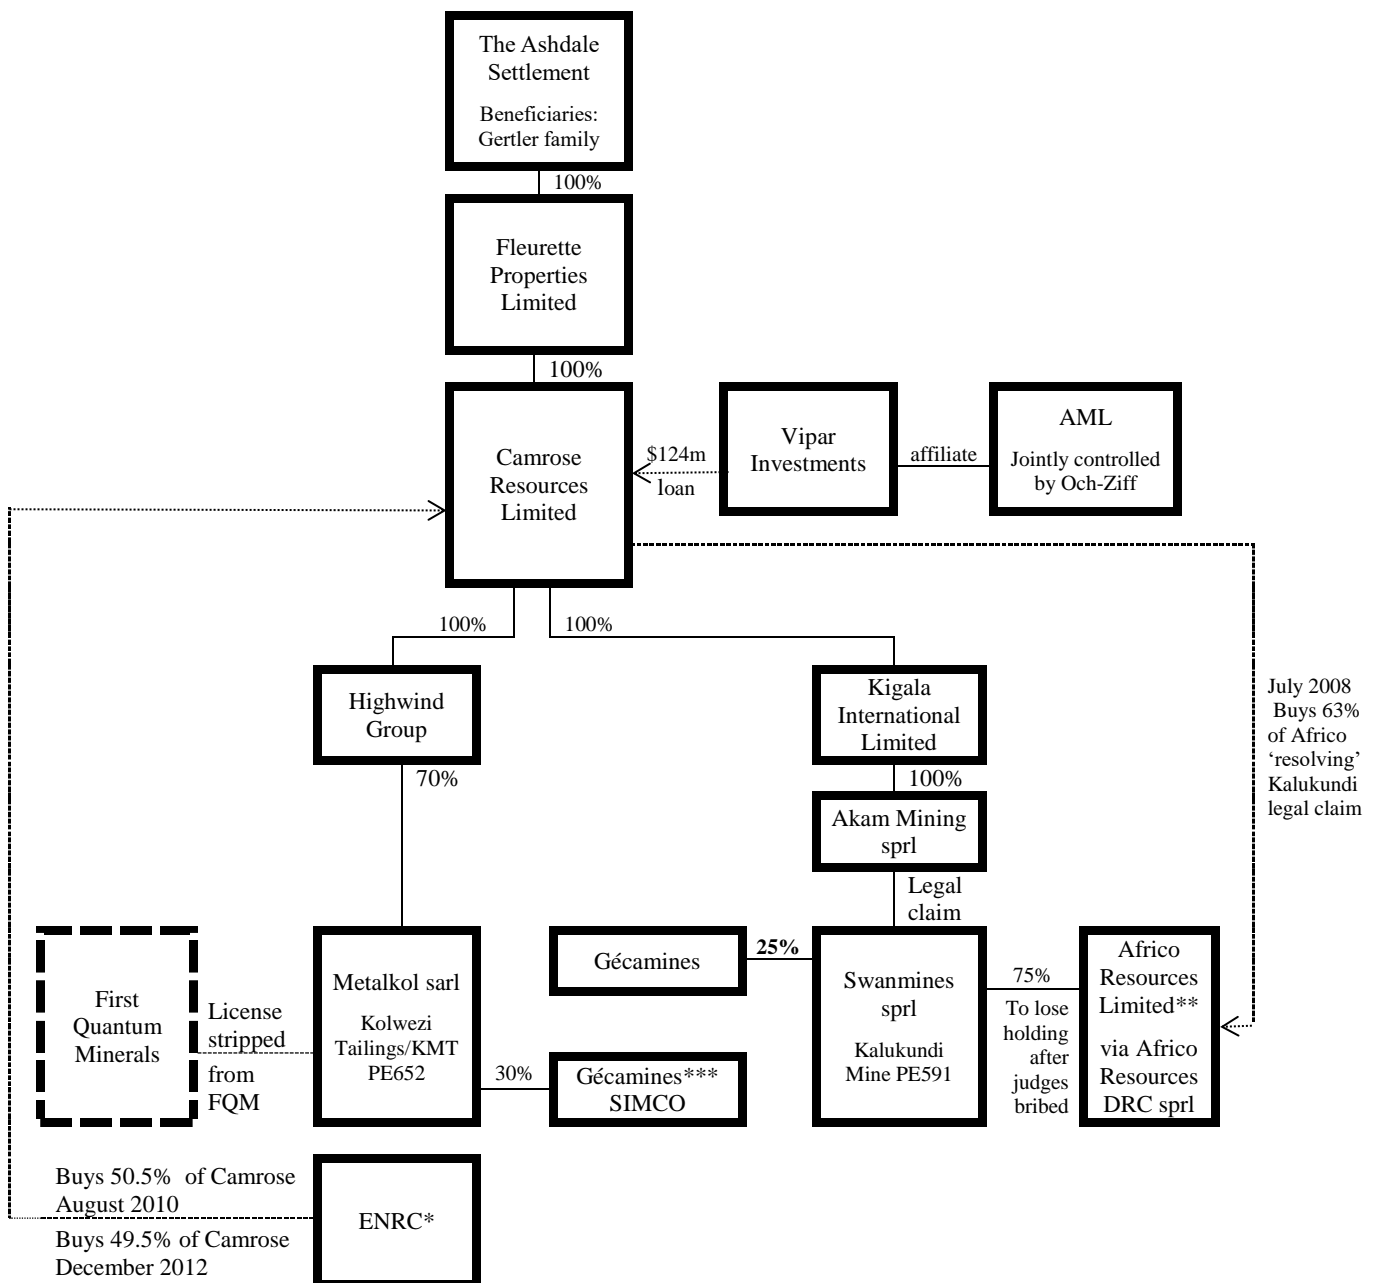 The Ashdale
Settlement
Beneficiaries:
Gertler family
100%
Fleurette
Properties
Limited
100%
Camrose
Resources
Limited
$124m
loan
Vipar
Investments
affiliate
AML
Jointly controlled
by Och-Ziff
100%
100%
Highwind
Group
70%
Kigala
International
Limited
100%
Akam Mining
sprl
Legal
claim
July 2008
Buys 63%
of Africo
‘resolving’
Kalukundi
legal claim
First
Quantum
Minerals
License
stripped
from
FQM
Metalkol sarl
Kolwezi
Tailings/KMT
PE652
30%
Gécamines
25%
Gécamines***
SIMCO
Swanmines
sprl
Kalukundi
Mine PE591
75%
To lose
holding
after
judges
bribed
Africo
Resources
Limited**
via Africo
Resources
DRC sprl
Buys 50.5% of Camrose
August 2010
Buys 49.5% of Camrose
December 2012
ENRC*